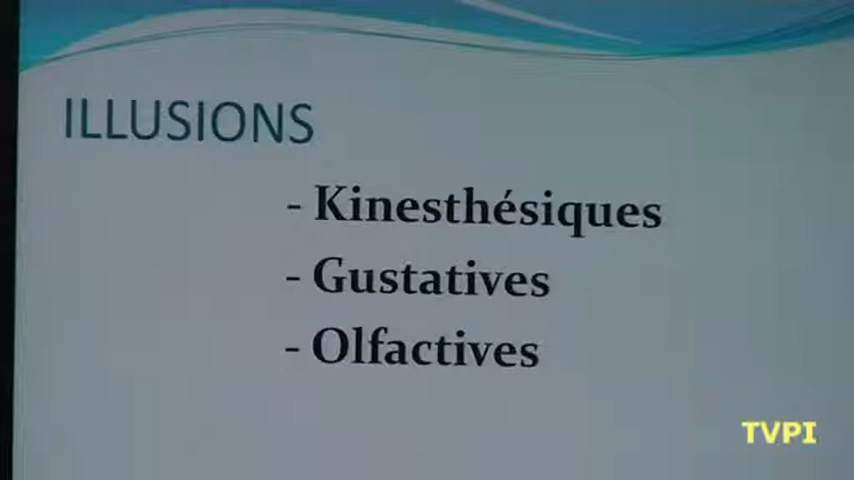 ILLUSIONS
- Kinesthésiques
- Gustatives
- Olfactives
TVPI